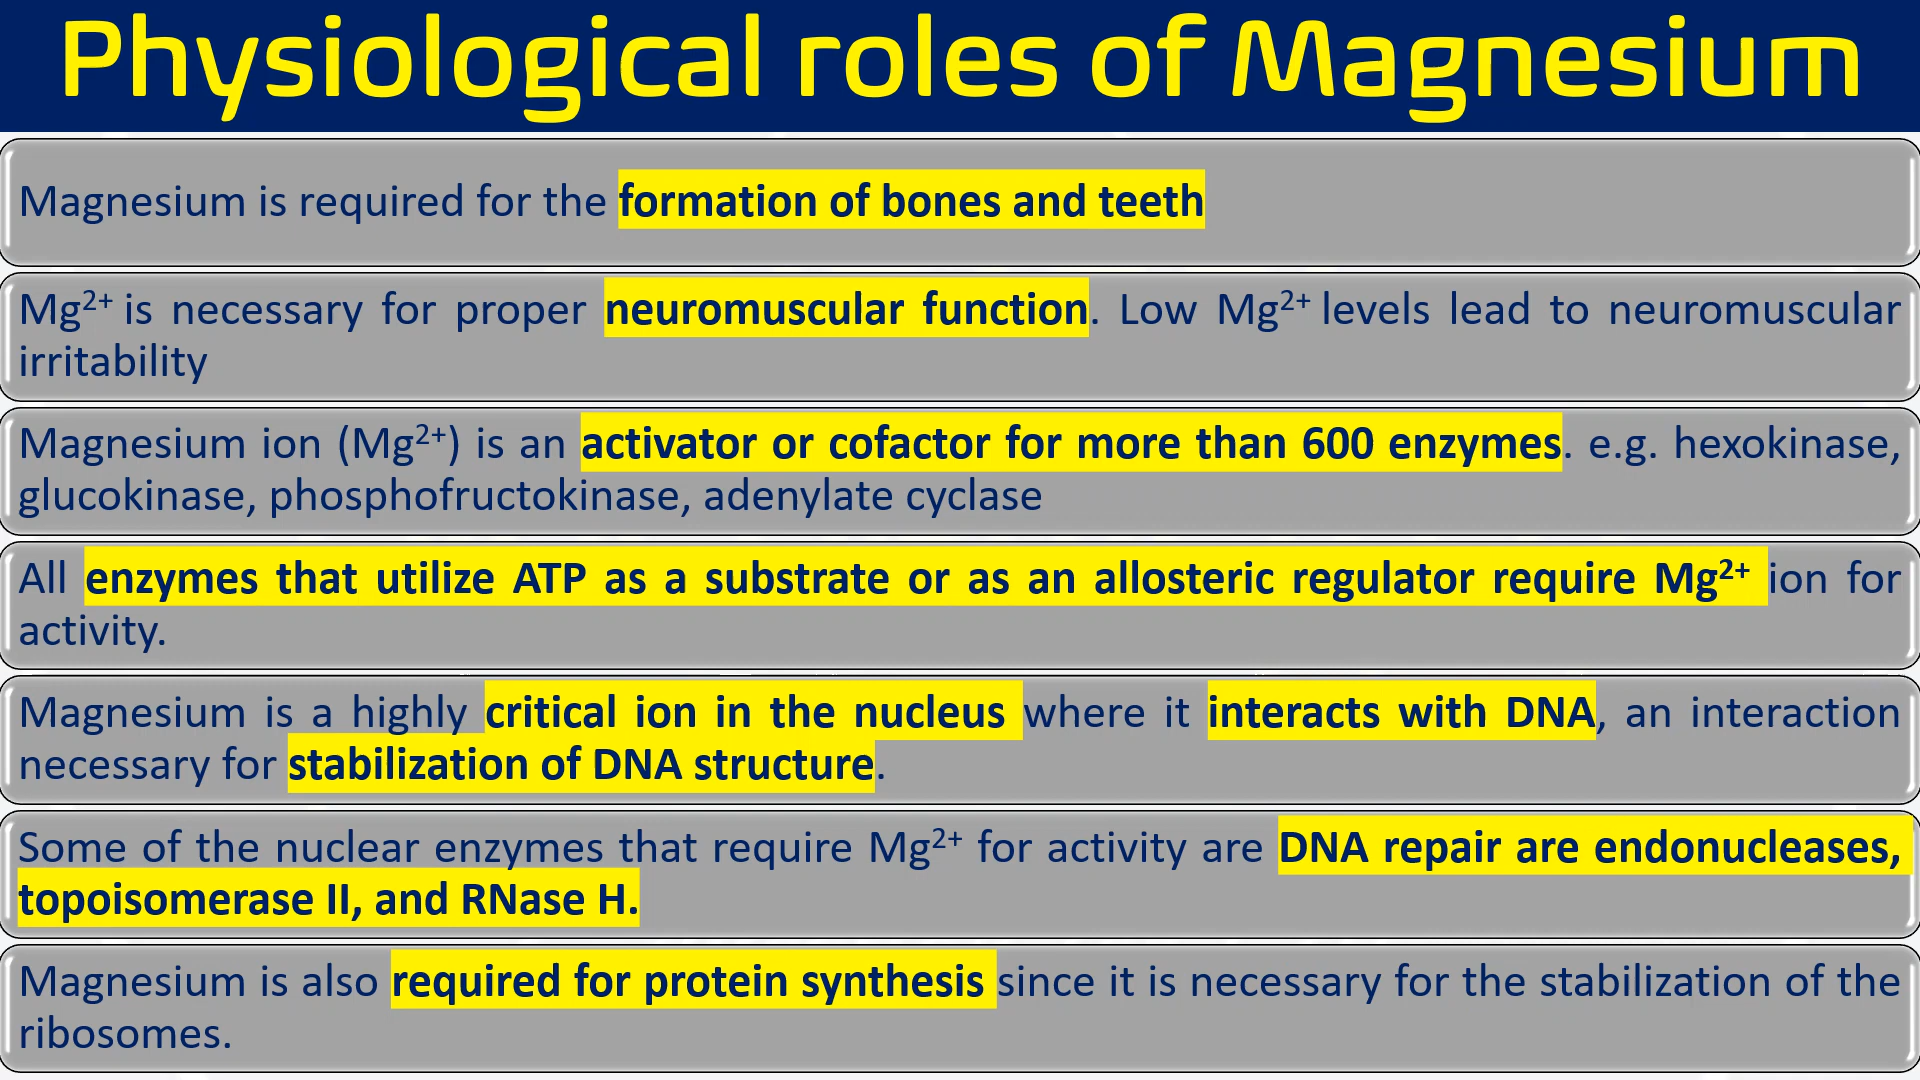 Physiological roles of Magnesium
Magnesium is required for the formation of bones and teeth
Mg²⁺ is necessary for proper neuromuscular function. Low Mg²⁺ levels lead to neuromuscular
irritability
Magnesium ion (Mg²⁺) is an activator or cofactor for more than 600 enzymes. e.g. hexokinase,
glucokinase, phosphofructokinase, adenylate cyclase
All enzymes that utilize ATP as a substrate or as an allosteric regulator require Mg²⁺ ion for
activity.
Magnesium is a highly critical ion in the nucleus where it interacts with DNA, an interaction
necessary for stabilization of DNA structure.
Some of the nuclear enzymes that require Mg²⁺ for activity are DNA repair are endonucleases,
topoisomerase II, and RNase H.
Magnesium is also required for protein synthesis since it is necessary for the stabilization of the
ribosomes.